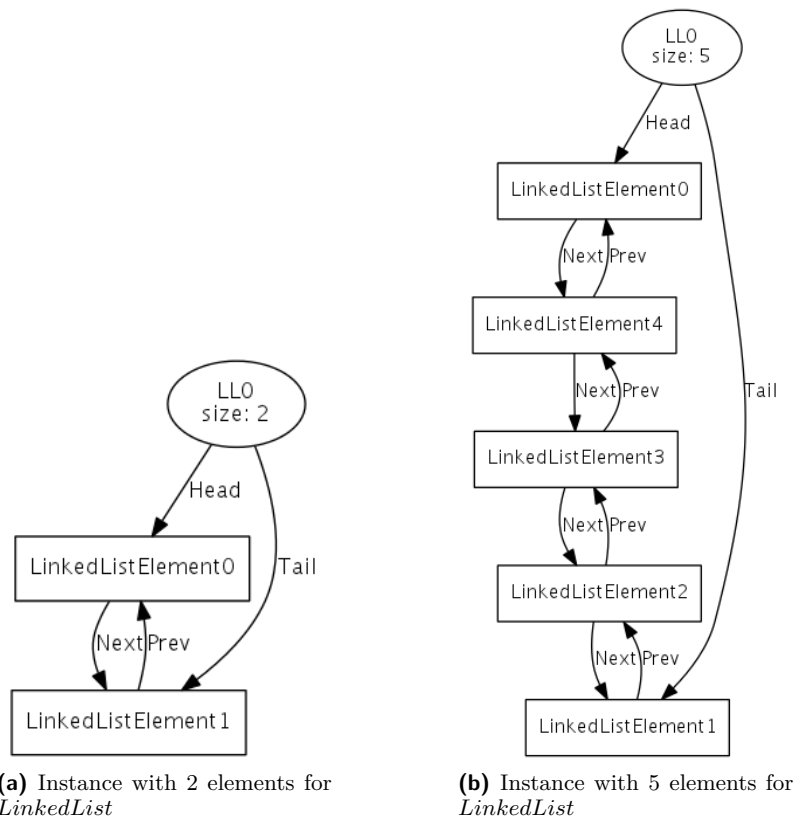 LL0
size: 2
Head
LinkedListElement0
Tail
Next Prev
LinkedListElement1
(a) Instance with 2 elements for
LinkedList
LL0
size: 5
Head
LinkedListElement0
Next Prev
LinkedListElement4
Tail
Next Prev
LinkedListElement3
Next Prev
LinkedListElement2
Next Prev
LinkedListElement1
(b) Instance with 5 elements for
LinkedList